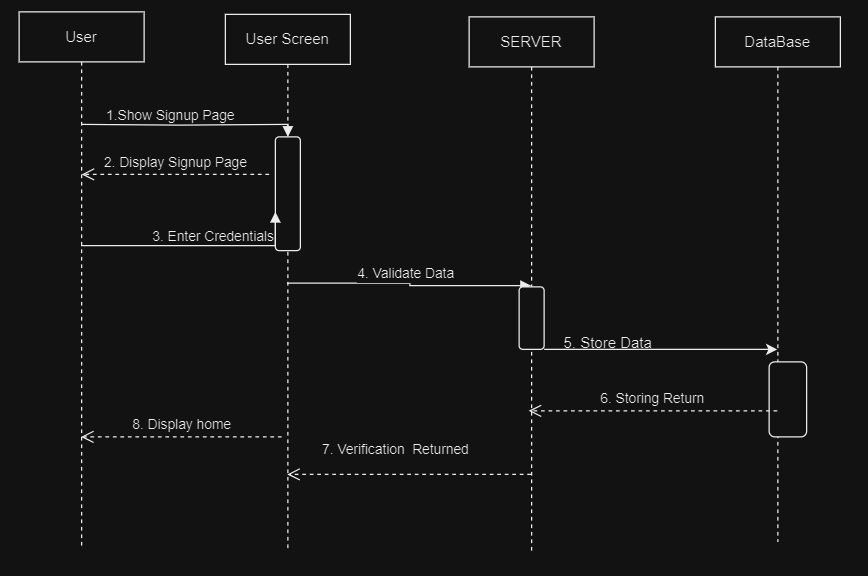 User
User Screen
SERVER
DataBase
1.Show Signup Page
2. Display Signup Page
3. Enter Credentials
4. Validate Data
5. Store Data
6. Storing Return
8. Display home
7. Verification  Returned